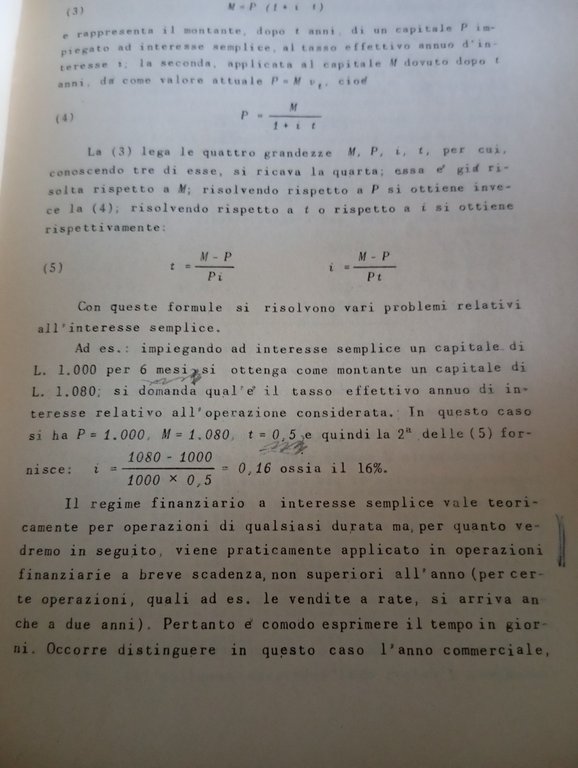 (3) M = P (1 + i t)
e rappresenta il montante, dopo t anni, di un capitale P im-
piegato ad interesse semplice, al tasso effettivo annuo d'in-
teresse i; la seconda, applicata al capitale M dovuto dopo t
anni, dà come valore attuale P = M v_t, cioè
(4) P = M / (1 + i t)
La (3) lega le quattro grandezze M, P, i, t, per cui,
conoscendo tre di esse, si ricava la quarta; essa è già ri-
solta rispetto a M; risolvendo rispetto a P si ottiene inve-
ce la (4); risolvendo rispetto a t o rispetto a i si ottiene
rispettivamente:
(5) t = (M - P) / (P i) i = (M - P) / (P t)
Con queste formule si risolvono vari problemi relativi
all'interesse semplice.
Ad es.: impiegando ad interesse semplice un capitale di
L. 1.000 per 6 mesi, si ottenga come montante un capitale di
L. 1.080; si domanda qual'è il tasso effettivo annuo di in-
teresse relativo all'operazione considerata. In questo caso
si ha P = 1.000, M = 1.080, t = 0,5 e quindi la 2ª delle (5) for-
nisce: i = (1080 - 1000) / (1000 × 0,5) = 0,16 ossia il 16%.
Il regime finanziario a interesse semplice vale teori-
camente per operazioni di qualsiasi durata ma, per quanto ve-
dremo in seguito, viene praticamente applicato in operazioni
finanziarie a breve scadenza, non superiori all'anno (per cer-
te operazioni, quali ad es. le vendite a rate, si arriva an
che a due anni). Pertanto è comodo esprimere il tempo in gior-
ni. Occorre distinguere in questo caso l'anno commerciale,